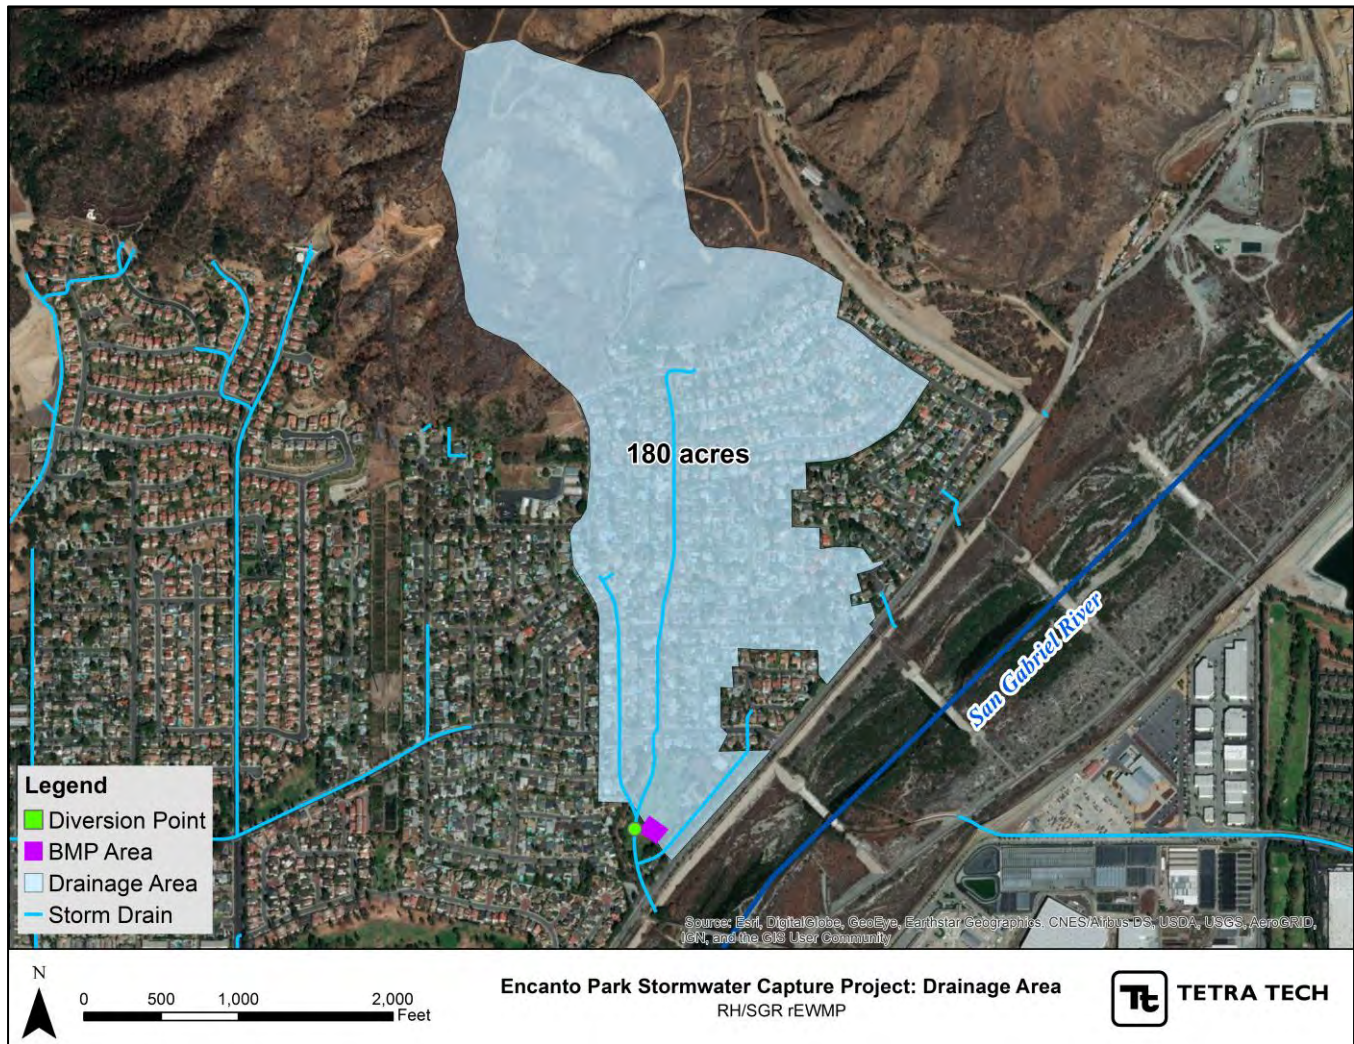 180 acres
San Gabriel River
Legend
Diversion Point
BMP Area
Drainage Area
Storm Drain
Source: Esri, DigitalGlobe, GeoEye, Earthstar Geographics, CNES/Airbus DS, USDA, USGS, AeroGRID,
IGN, and the GIS User Community
N
0 500 1,000 2,000
Feet
Encanto Park Stormwater Capture Project: Drainage Area
RH/SGR rEWMP
Tt TETRA TECH